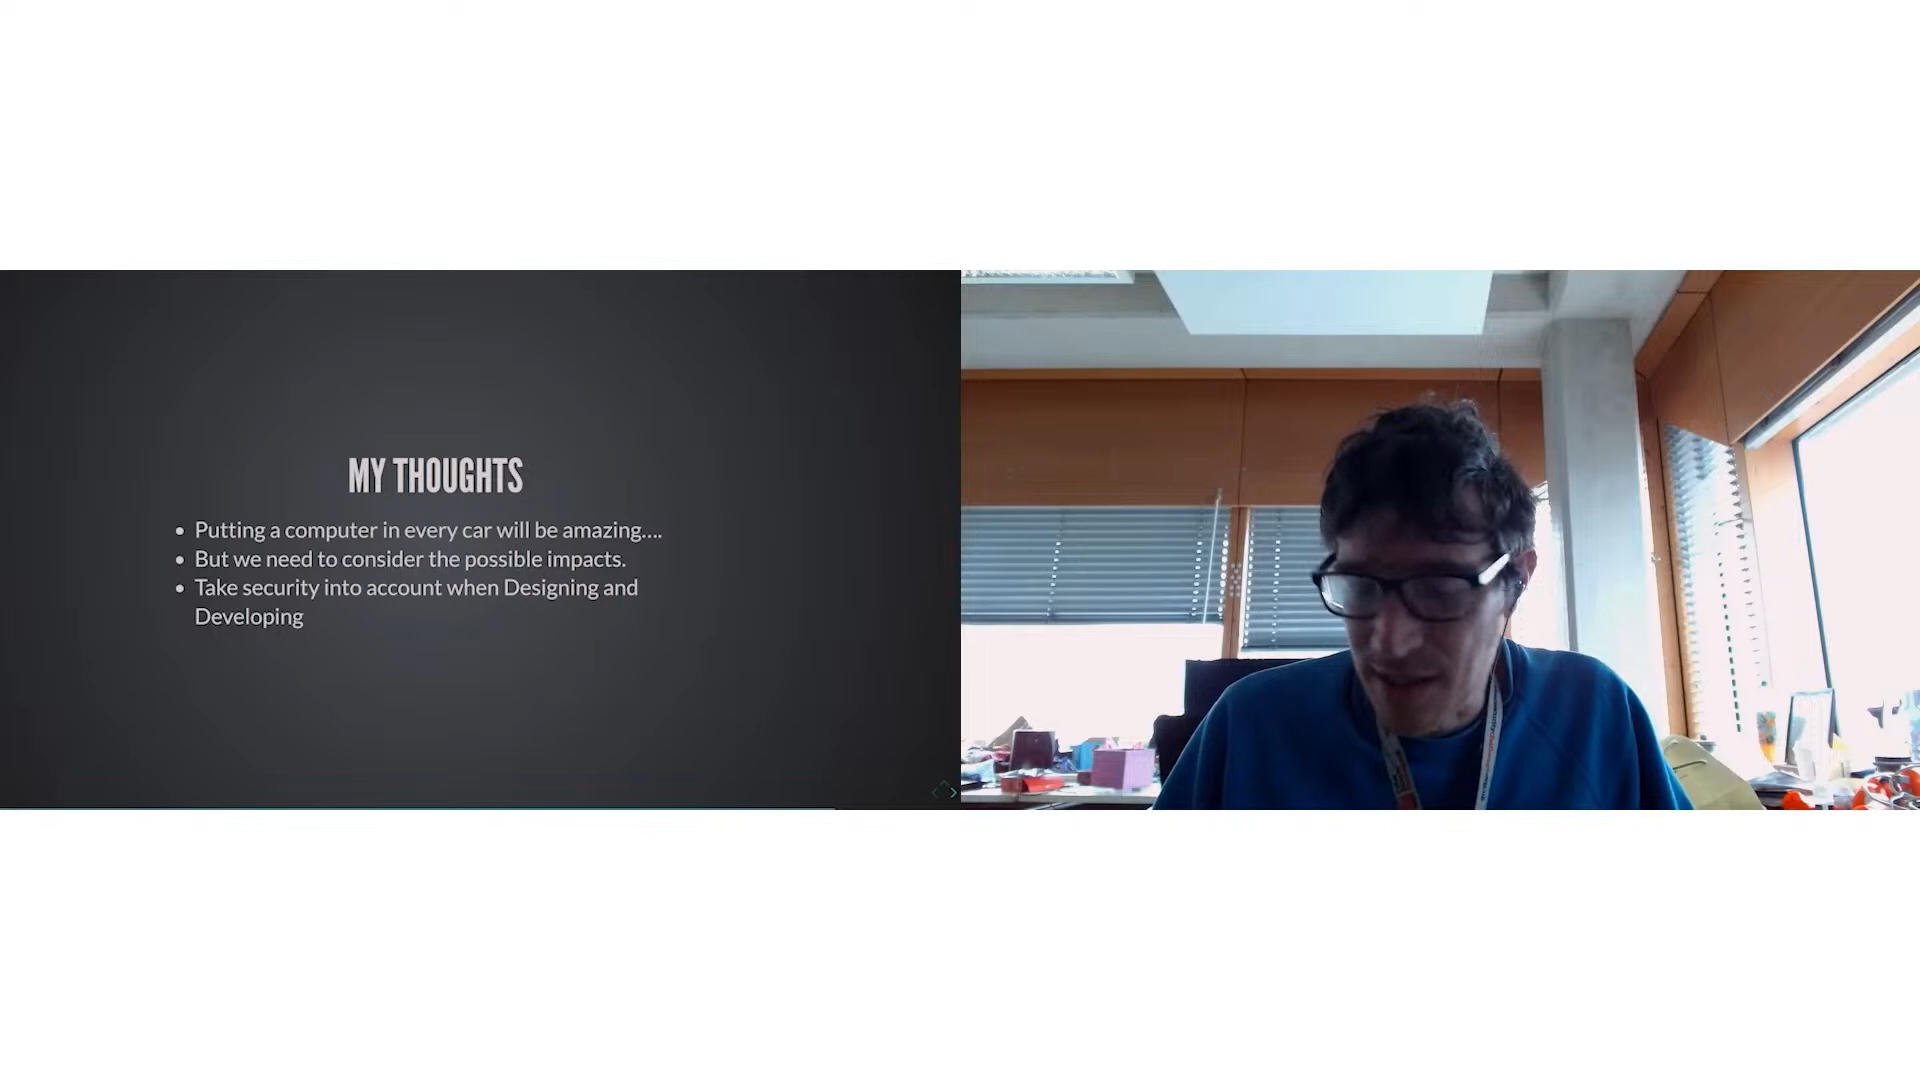 MY THOUGHTS
Putting a computer in every car will be amazing....
But we need to consider the possible impacts.
Take security into account when Designing and
Developing